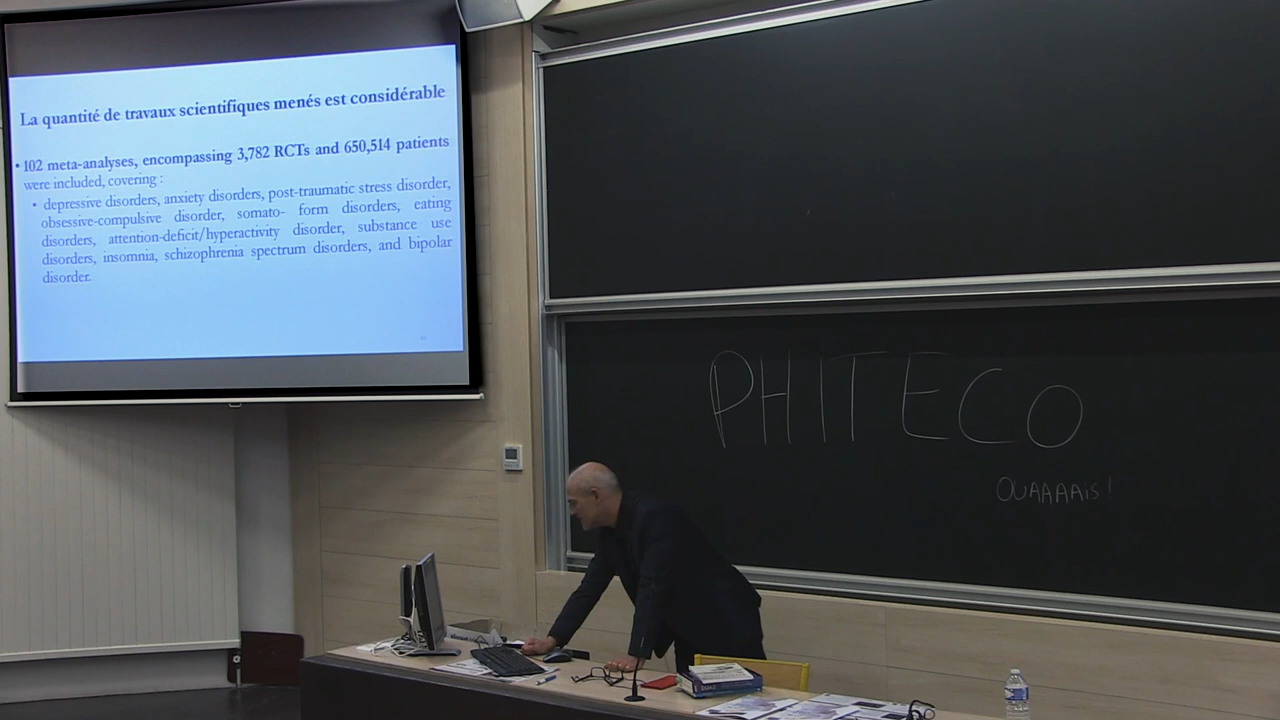 La quantité de travaux scientifiques menés est considérable
• 102 meta-analyses, encompassing 3,782 RCTs and 650,514 patients
were included, covering :
• depressive disorders, anxiety disorders, post-traumatic stress disorder,
obsessive-compulsive disorder, somato- form disorders, eating
disorders, attention-deficit/hyperactivity disorder, substance use
disorders, insomnia, schizophrenia spectrum disorders, and bipolar
disorder.
PHITECO
OUAAAAis !